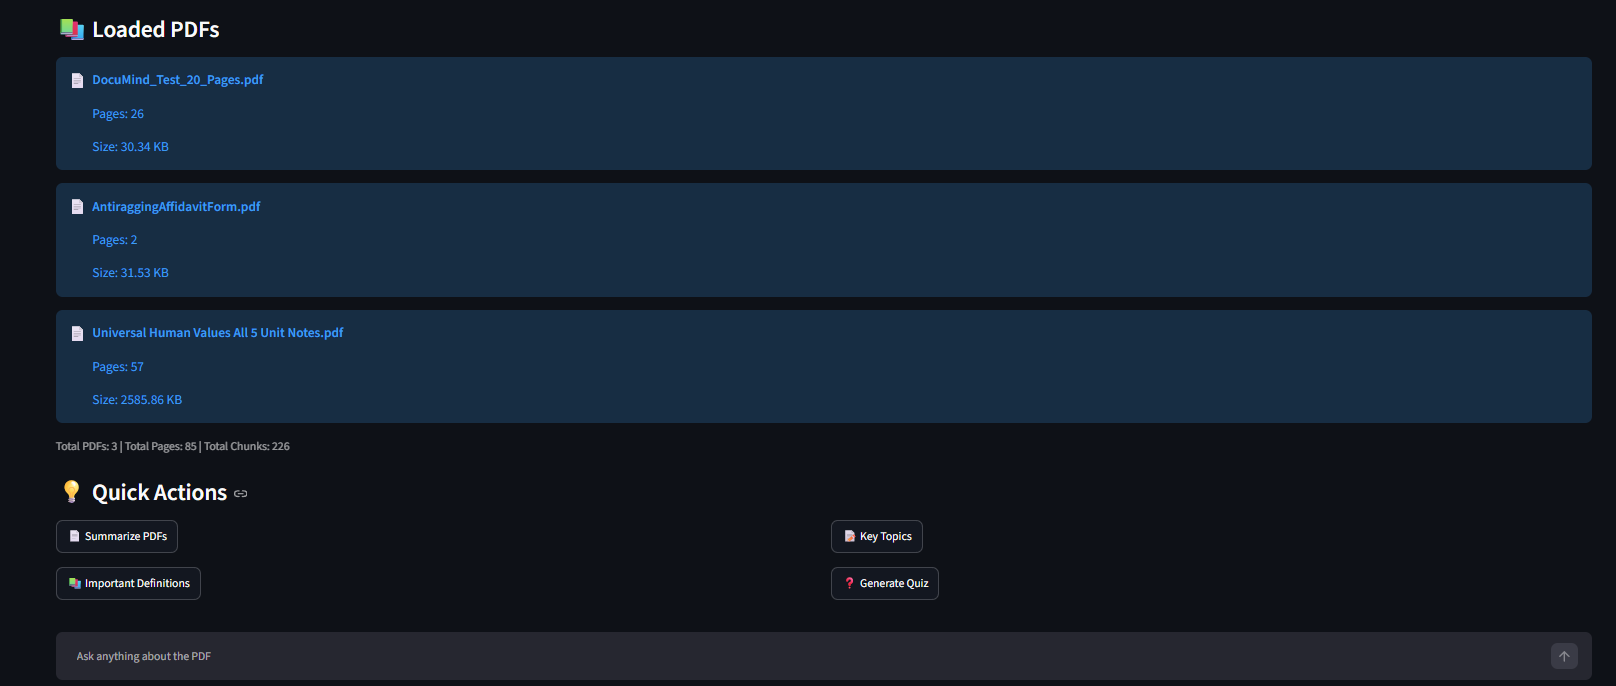 Loaded PDFs
DocuMind_Test_20_Pages.pdf
Pages: 26
Size: 30.34 KB
AntiraggingAffidavitForm.pdf
Pages: 2
Size: 31.53 KB
Universal Human Values All 5 Unit Notes.pdf
Pages: 57
Size: 2585.86 KB
Total PDFs: 3 | Total Pages: 85 | Total Chunks: 226
Quick Actions
Summarize PDFs
Key Topics
Important Definitions
Generate Quiz
Ask anything about the PDF